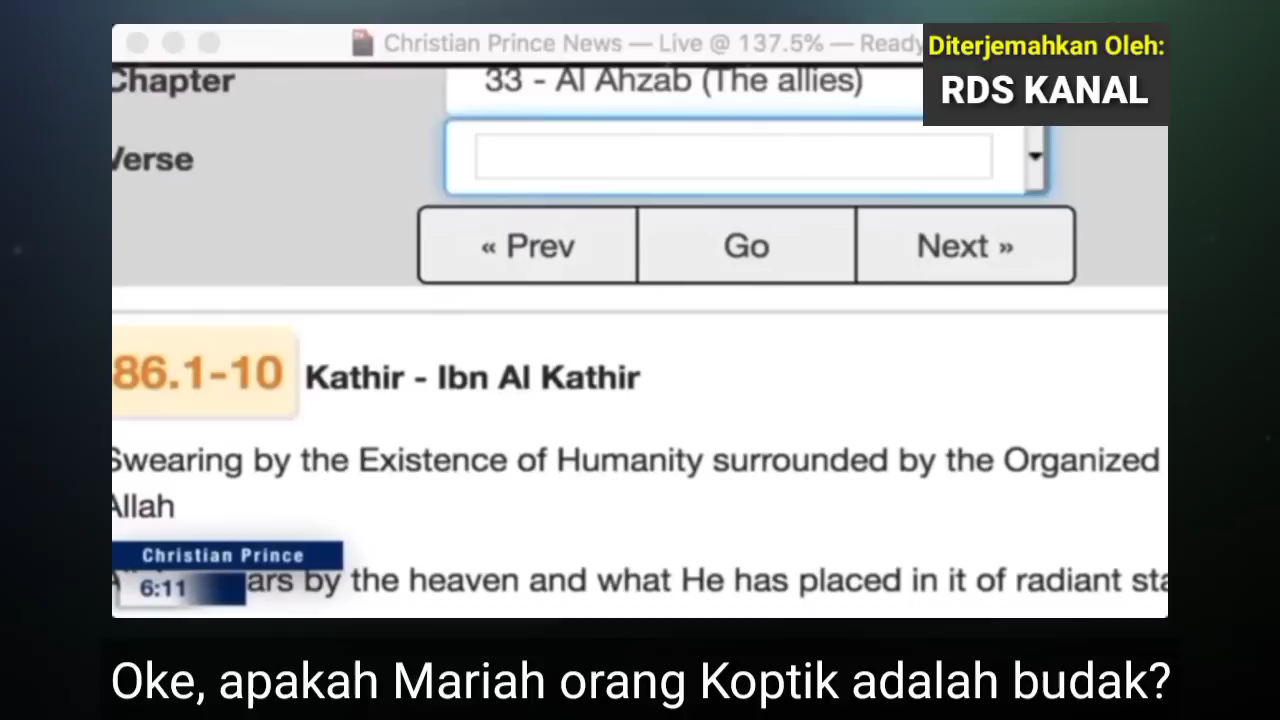 Christian Prince News — Live @ 137.5% — Ready
Diterjemahkan Oleh:
RDS KANAL
Chapter
33 - Al Ahzab (The allies)
Verse
« Prev
Go
Next »
86.1-10
Kathir - Ibn Al Kathir
Swearing by the Existence of Humanity surrounded by the Organized
Allah
Christian Prince
6:11
by the heaven and what He has placed in it of radiant
Oke, apakah Mariah orang Koptik adalah budak?